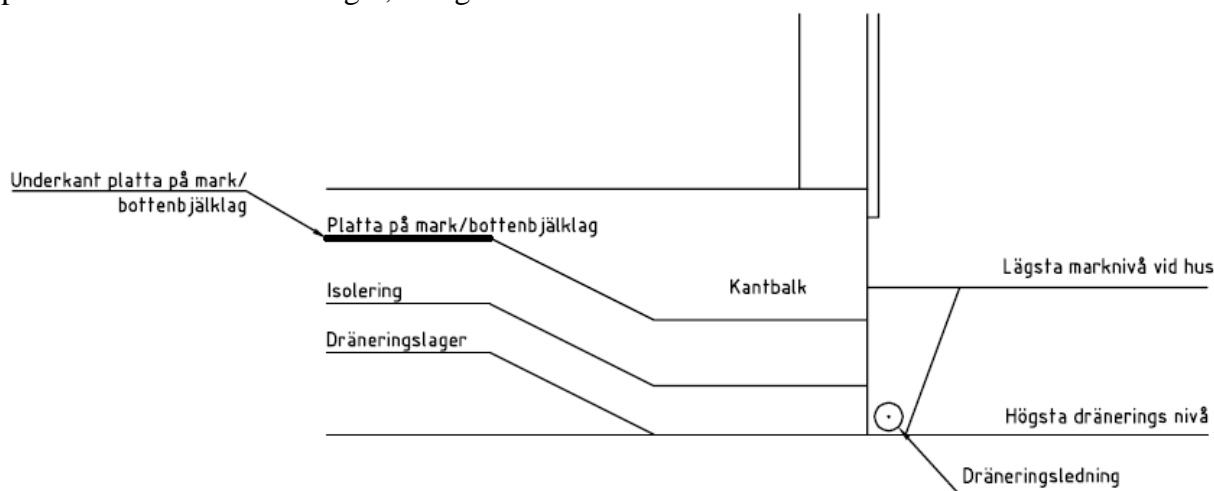 Underkant platta på mark/
bottenbjälklag
Platta på mark/bottenbjälklag
Isolering
Dräneringslager
Kantbalk
Lägsta marknivå vid hus
Högsta dränerings nivå
Dräneringsledning